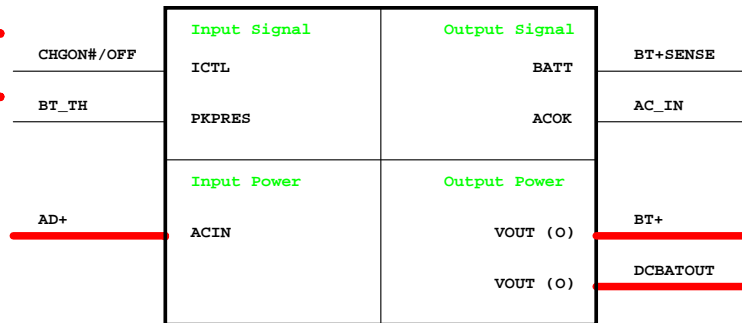 Input Signal Output Signal
CHGON#/OFF ICTL BATT BT+SENSE
BT_TH PKPRES ACOK AC_IN
Input Power Output Power
AD+ ACIN VOUT (O) BT+
VOUT (O) DCBATOUT